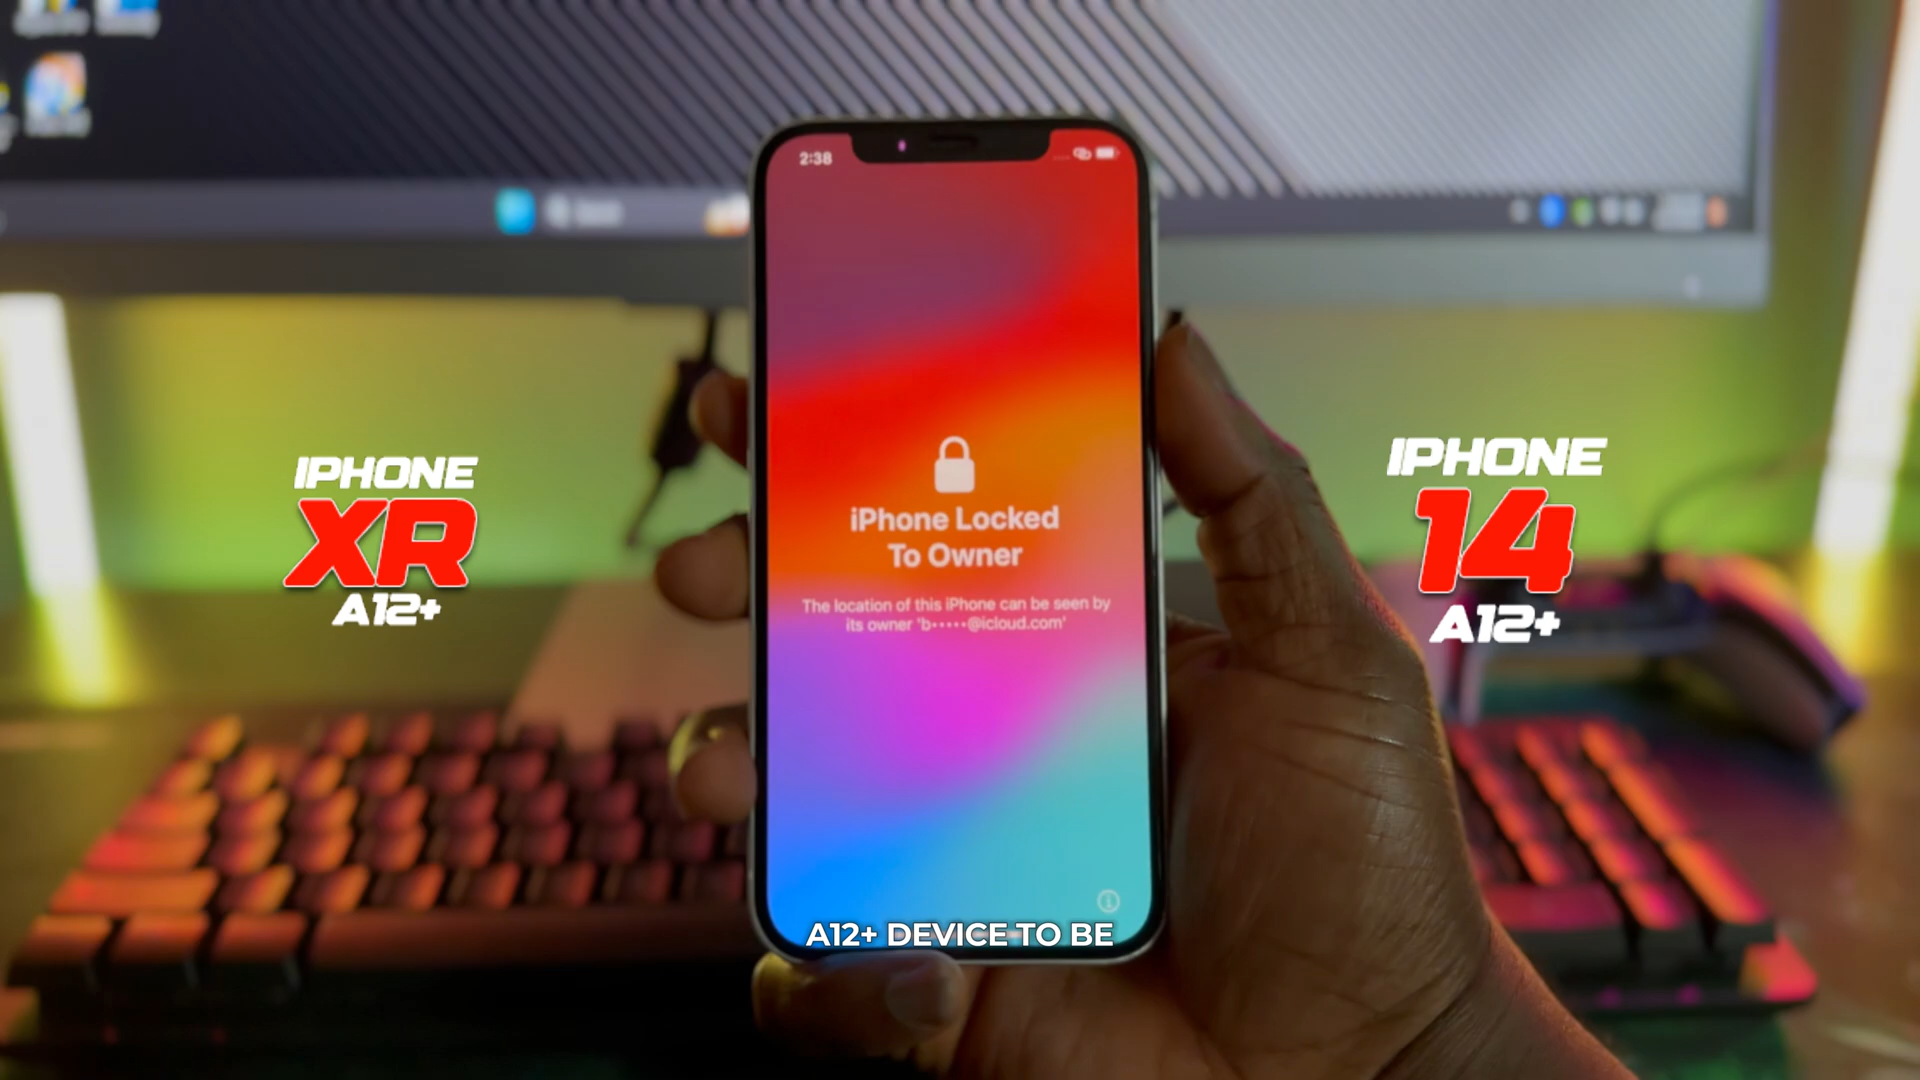 2:38
IPHONE
XR
A12+
IPHONE
14
A12+
iPhone Locked
To Owner
The location of this iPhone can be seen by
its owner 'b•••••@icloud.com'
A12+ DEVICE TO BE